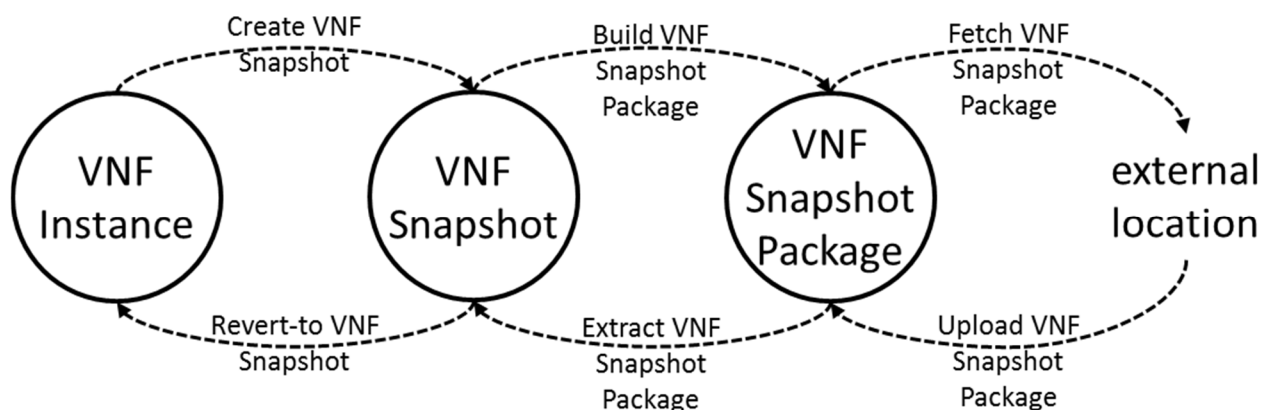 Create VNF
Snapshot
Build VNF
Snapshot
Package
Fetch VNF
Snapshot
Package
VNF
Instance
VNF
Snapshot
VNF
Snapshot
Package
external
location
Revert-to VNF
Snapshot
Extract VNF
Snapshot
Package
Upload VNF
Snapshot
Package